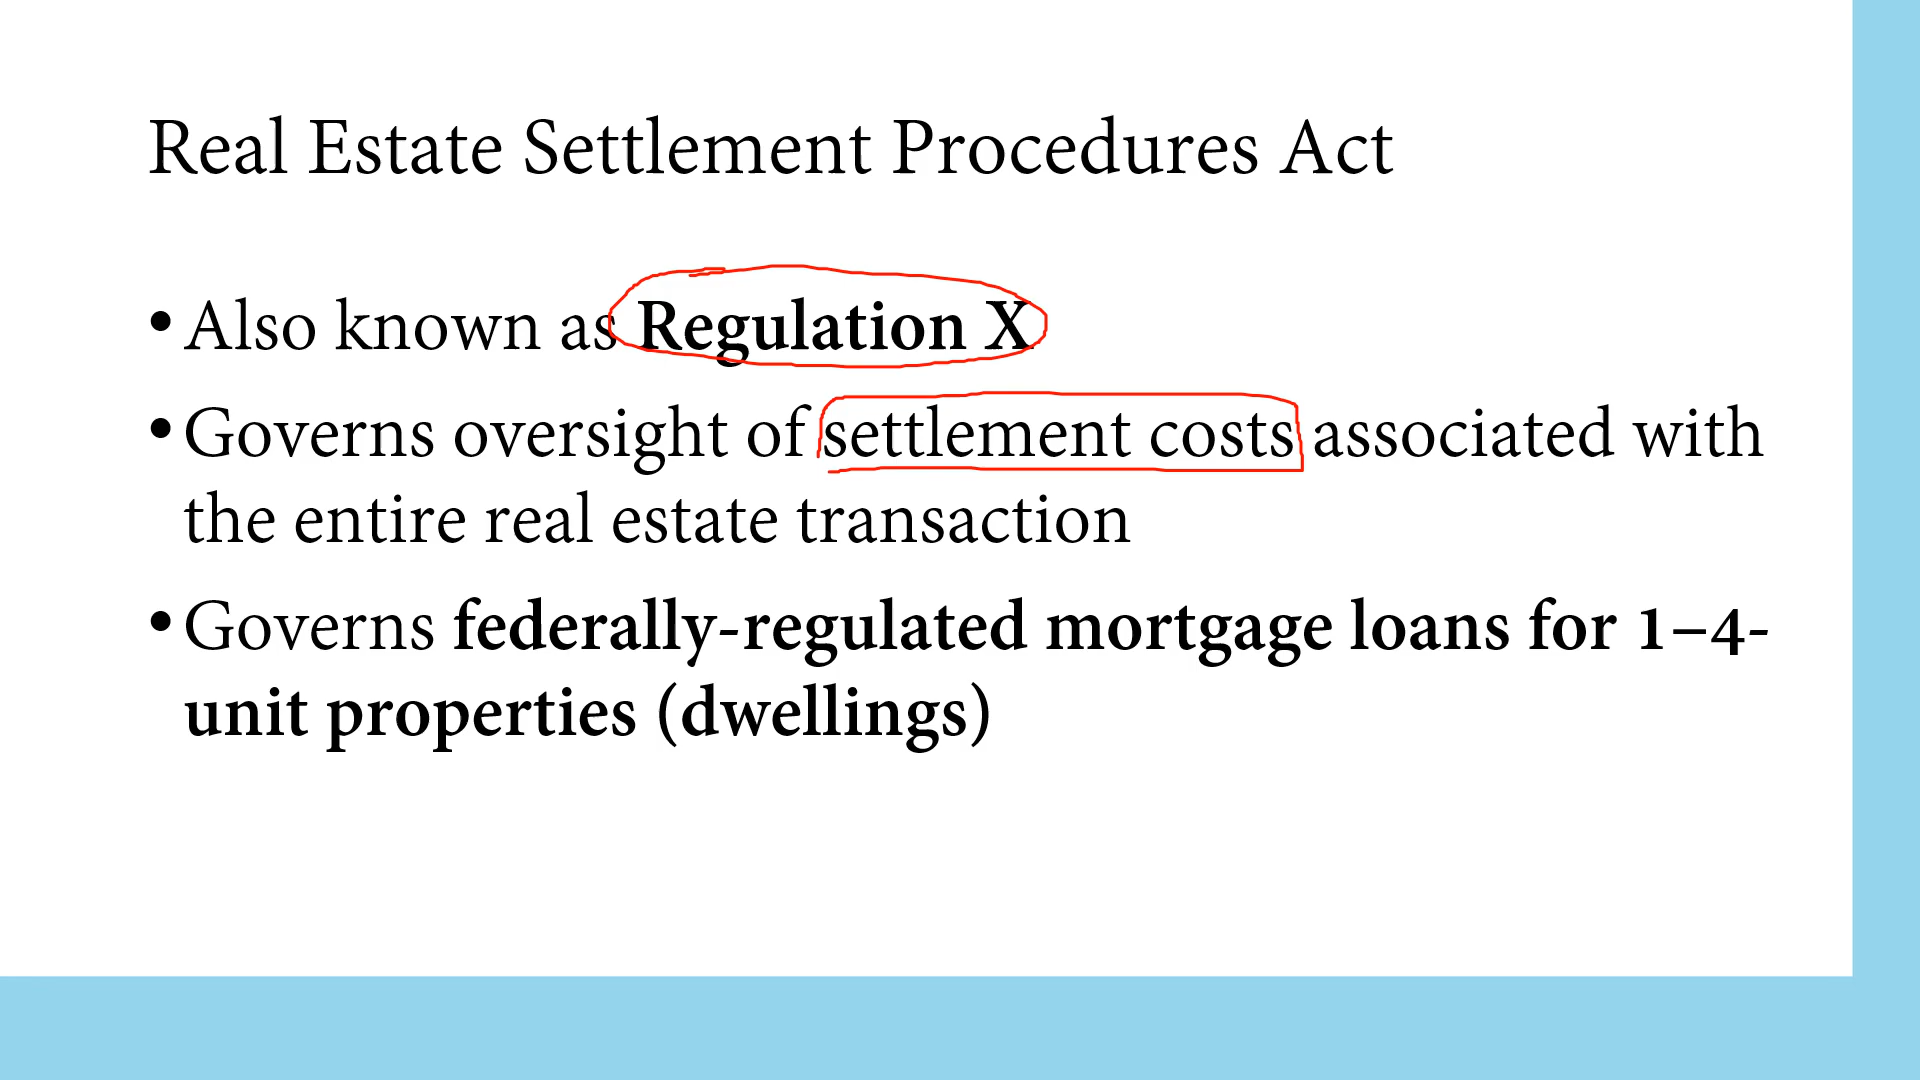 Real Estate Settlement Procedures Act
• Also known as Regulation X
• Governs oversight of settlement costs associated with
the entire real estate transaction
• Governs federally-regulated mortgage loans for 1–4-
unit properties (dwellings)